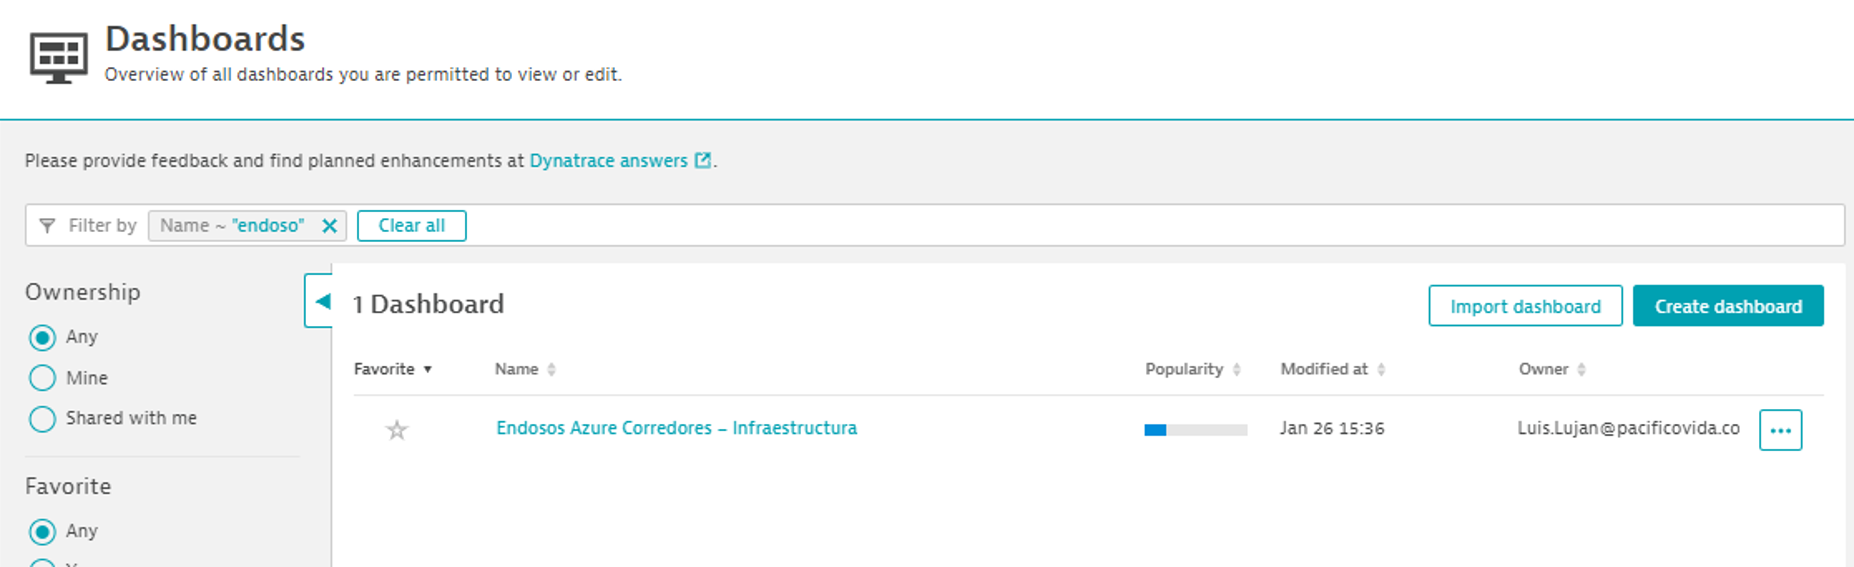 Dashboards
Overview of all dashboards you are permitted to view or edit.
Please provide feedback and find planned enhancements at Dynatrace answers.
Filter by Name ~ "endoso" Clear all
Ownership
Any
Mine
Shared with me
Favorite
Any
1 Dashboard
Import dashboard Create dashboard
Favorite Name Popularity Modified at Owner
Endosos Azure Corredores – Infraestructura Jan 26 15:36 Luis.Lujan@pacificovida.co